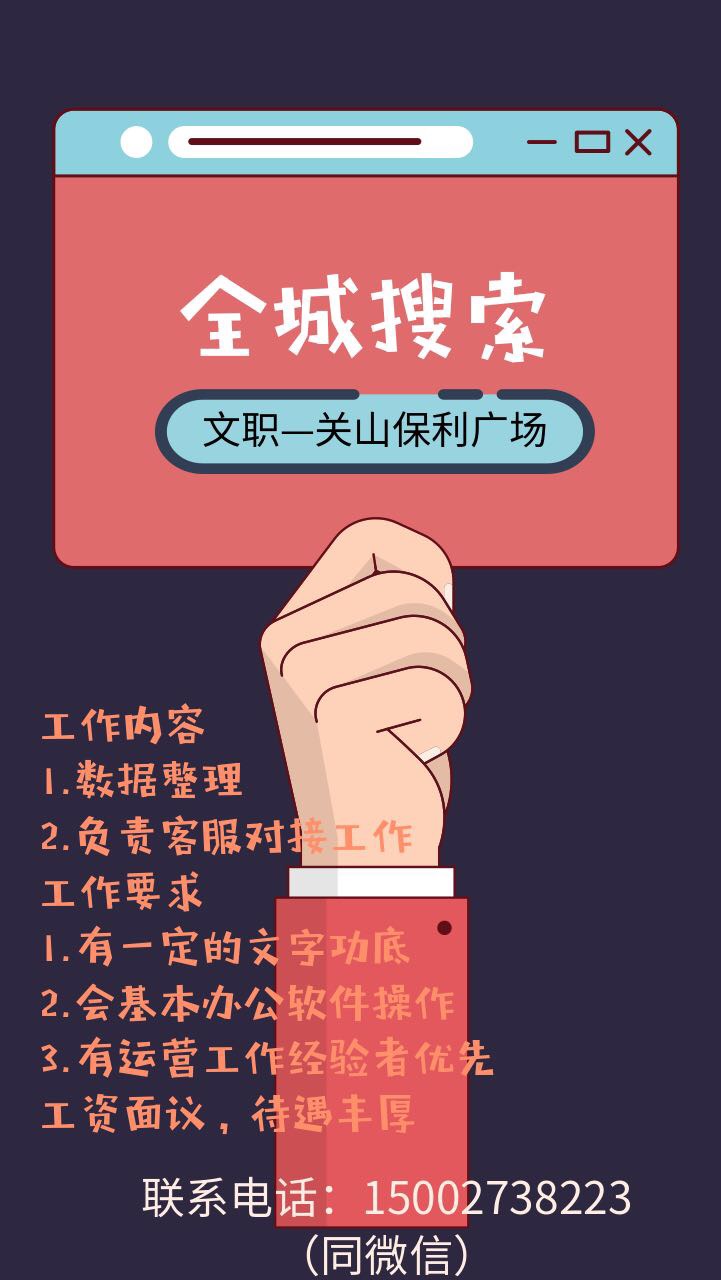 全城搜索
文职—关山保利广场
工作内容
1.数据整理
2.负责客服对接工作
工作要求
1.有一定的文字功底
2.会基本办公软件操作
3.有运营工作经验者优先
工资面议，待遇丰厚
联系电话：15002738223
（同微信）